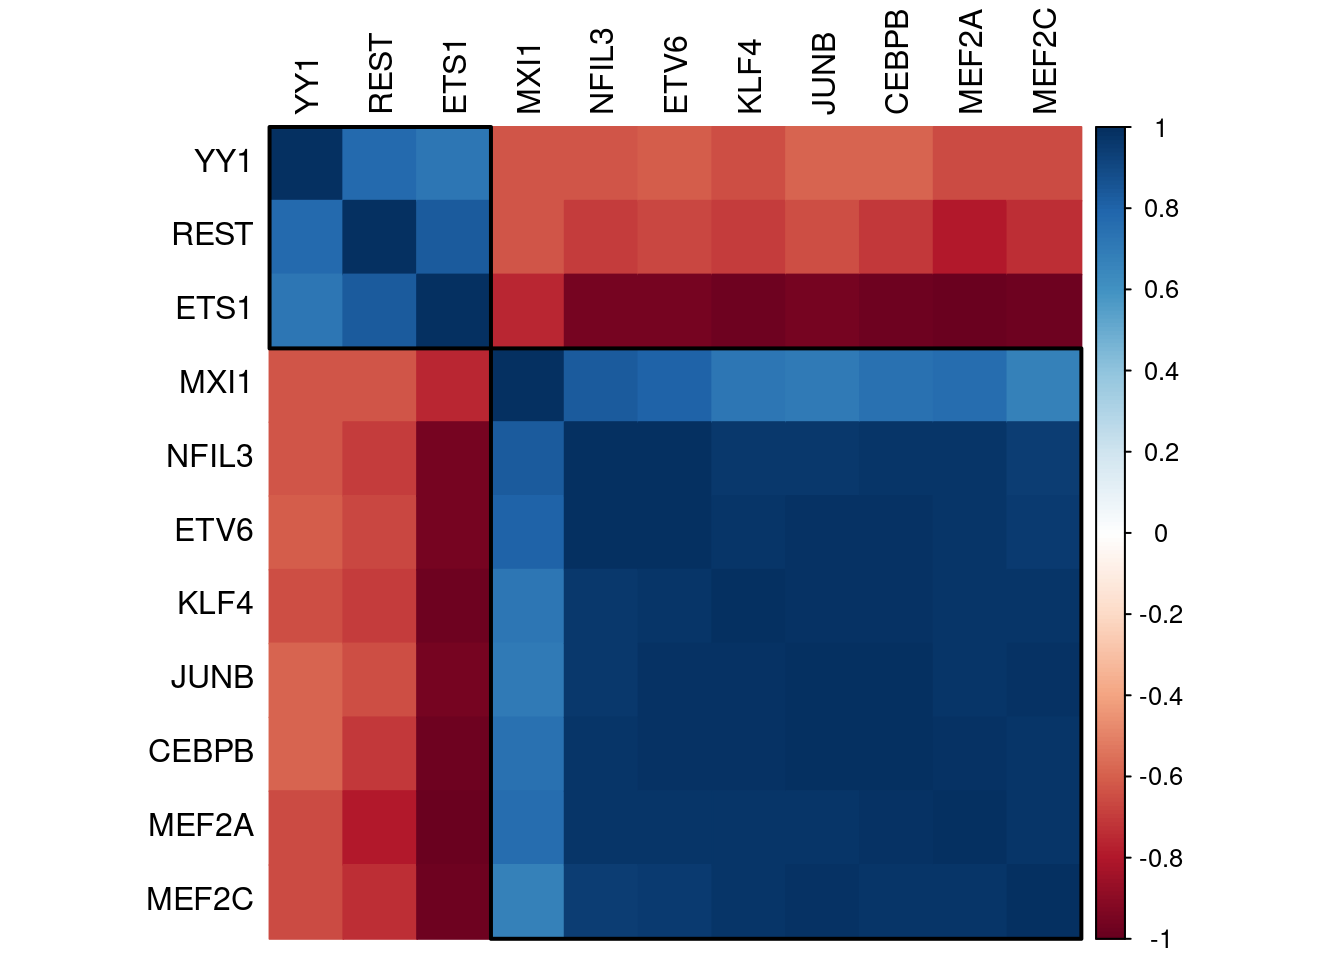 YY1 REST ETS1 MXI1 NFIL3 ETV6 KLF4 JUNB CEBPB MEF2A MEF2C
YY1
REST
ETS1
MXI1
NFIL3
ETV6
KLF4
JUNB
CEBPB
MEF2A
MEF2C
1
0.8
0.6
0.4
0.2
0
-0.2
-0.4
-0.6
-0.8
-1